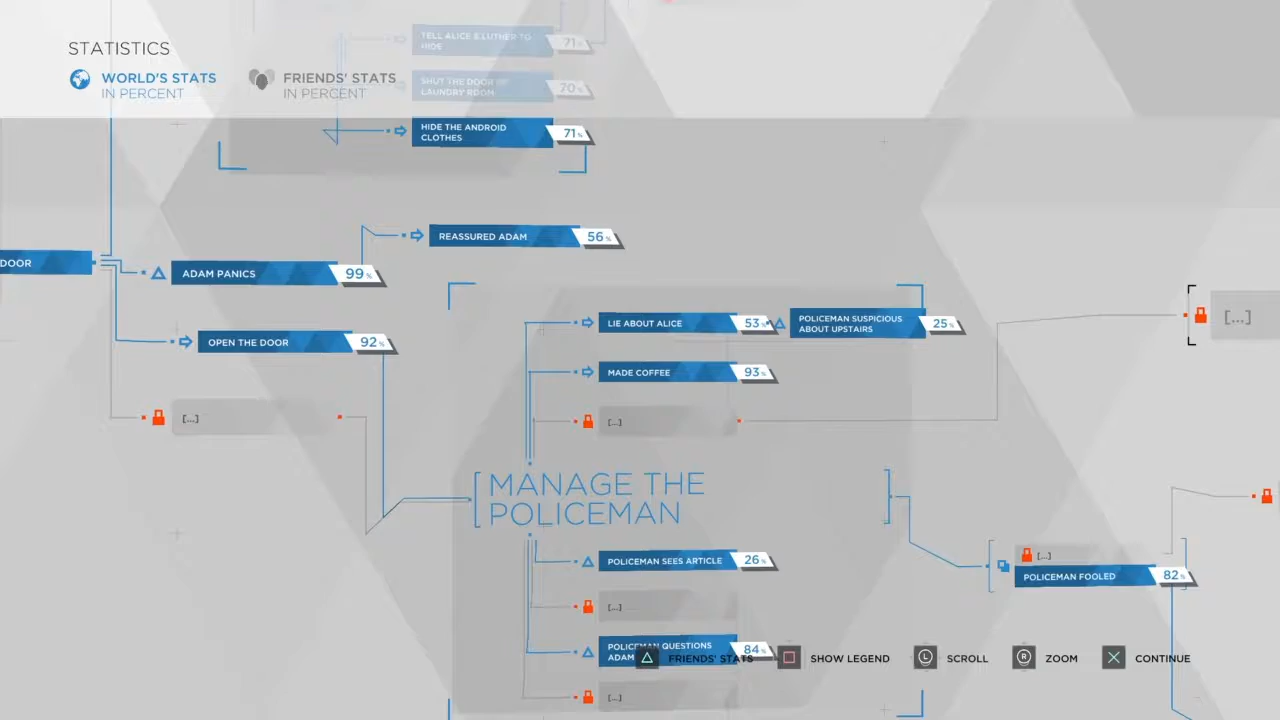 STATISTICS
WORLD'S STATS
IN PERCENT
FRIENDS' STATS
IN PERCENT
TELL ALICE & LUTHER TO
HIDE
71%
SHUT THE DOOR OF
LAUNDRY ROOM
70%
HIDE THE ANDROID
CLOTHES
71%
REASSURED ADAM
56%
DOOR
ADAM PANICS
99%
LIE ABOUT ALICE
53%
POLICEMAN SUSPICIOUS
ABOUT UPSTAIRS
25%
[...]
OPEN THE DOOR
92%
MADE COFFEE
93%
[...]
[...]
MANAGE THE
POLICEMAN
POLICEMAN SEES ARTICLE
26%
[...]
POLICEMAN FOOLED
82%
[...]
POLICEMAN QUESTIONS
ADAM
84%
[...]
FRIENDS' STATS
SHOW LEGEND
L
SCROLL
R
ZOOM
CONTINUE